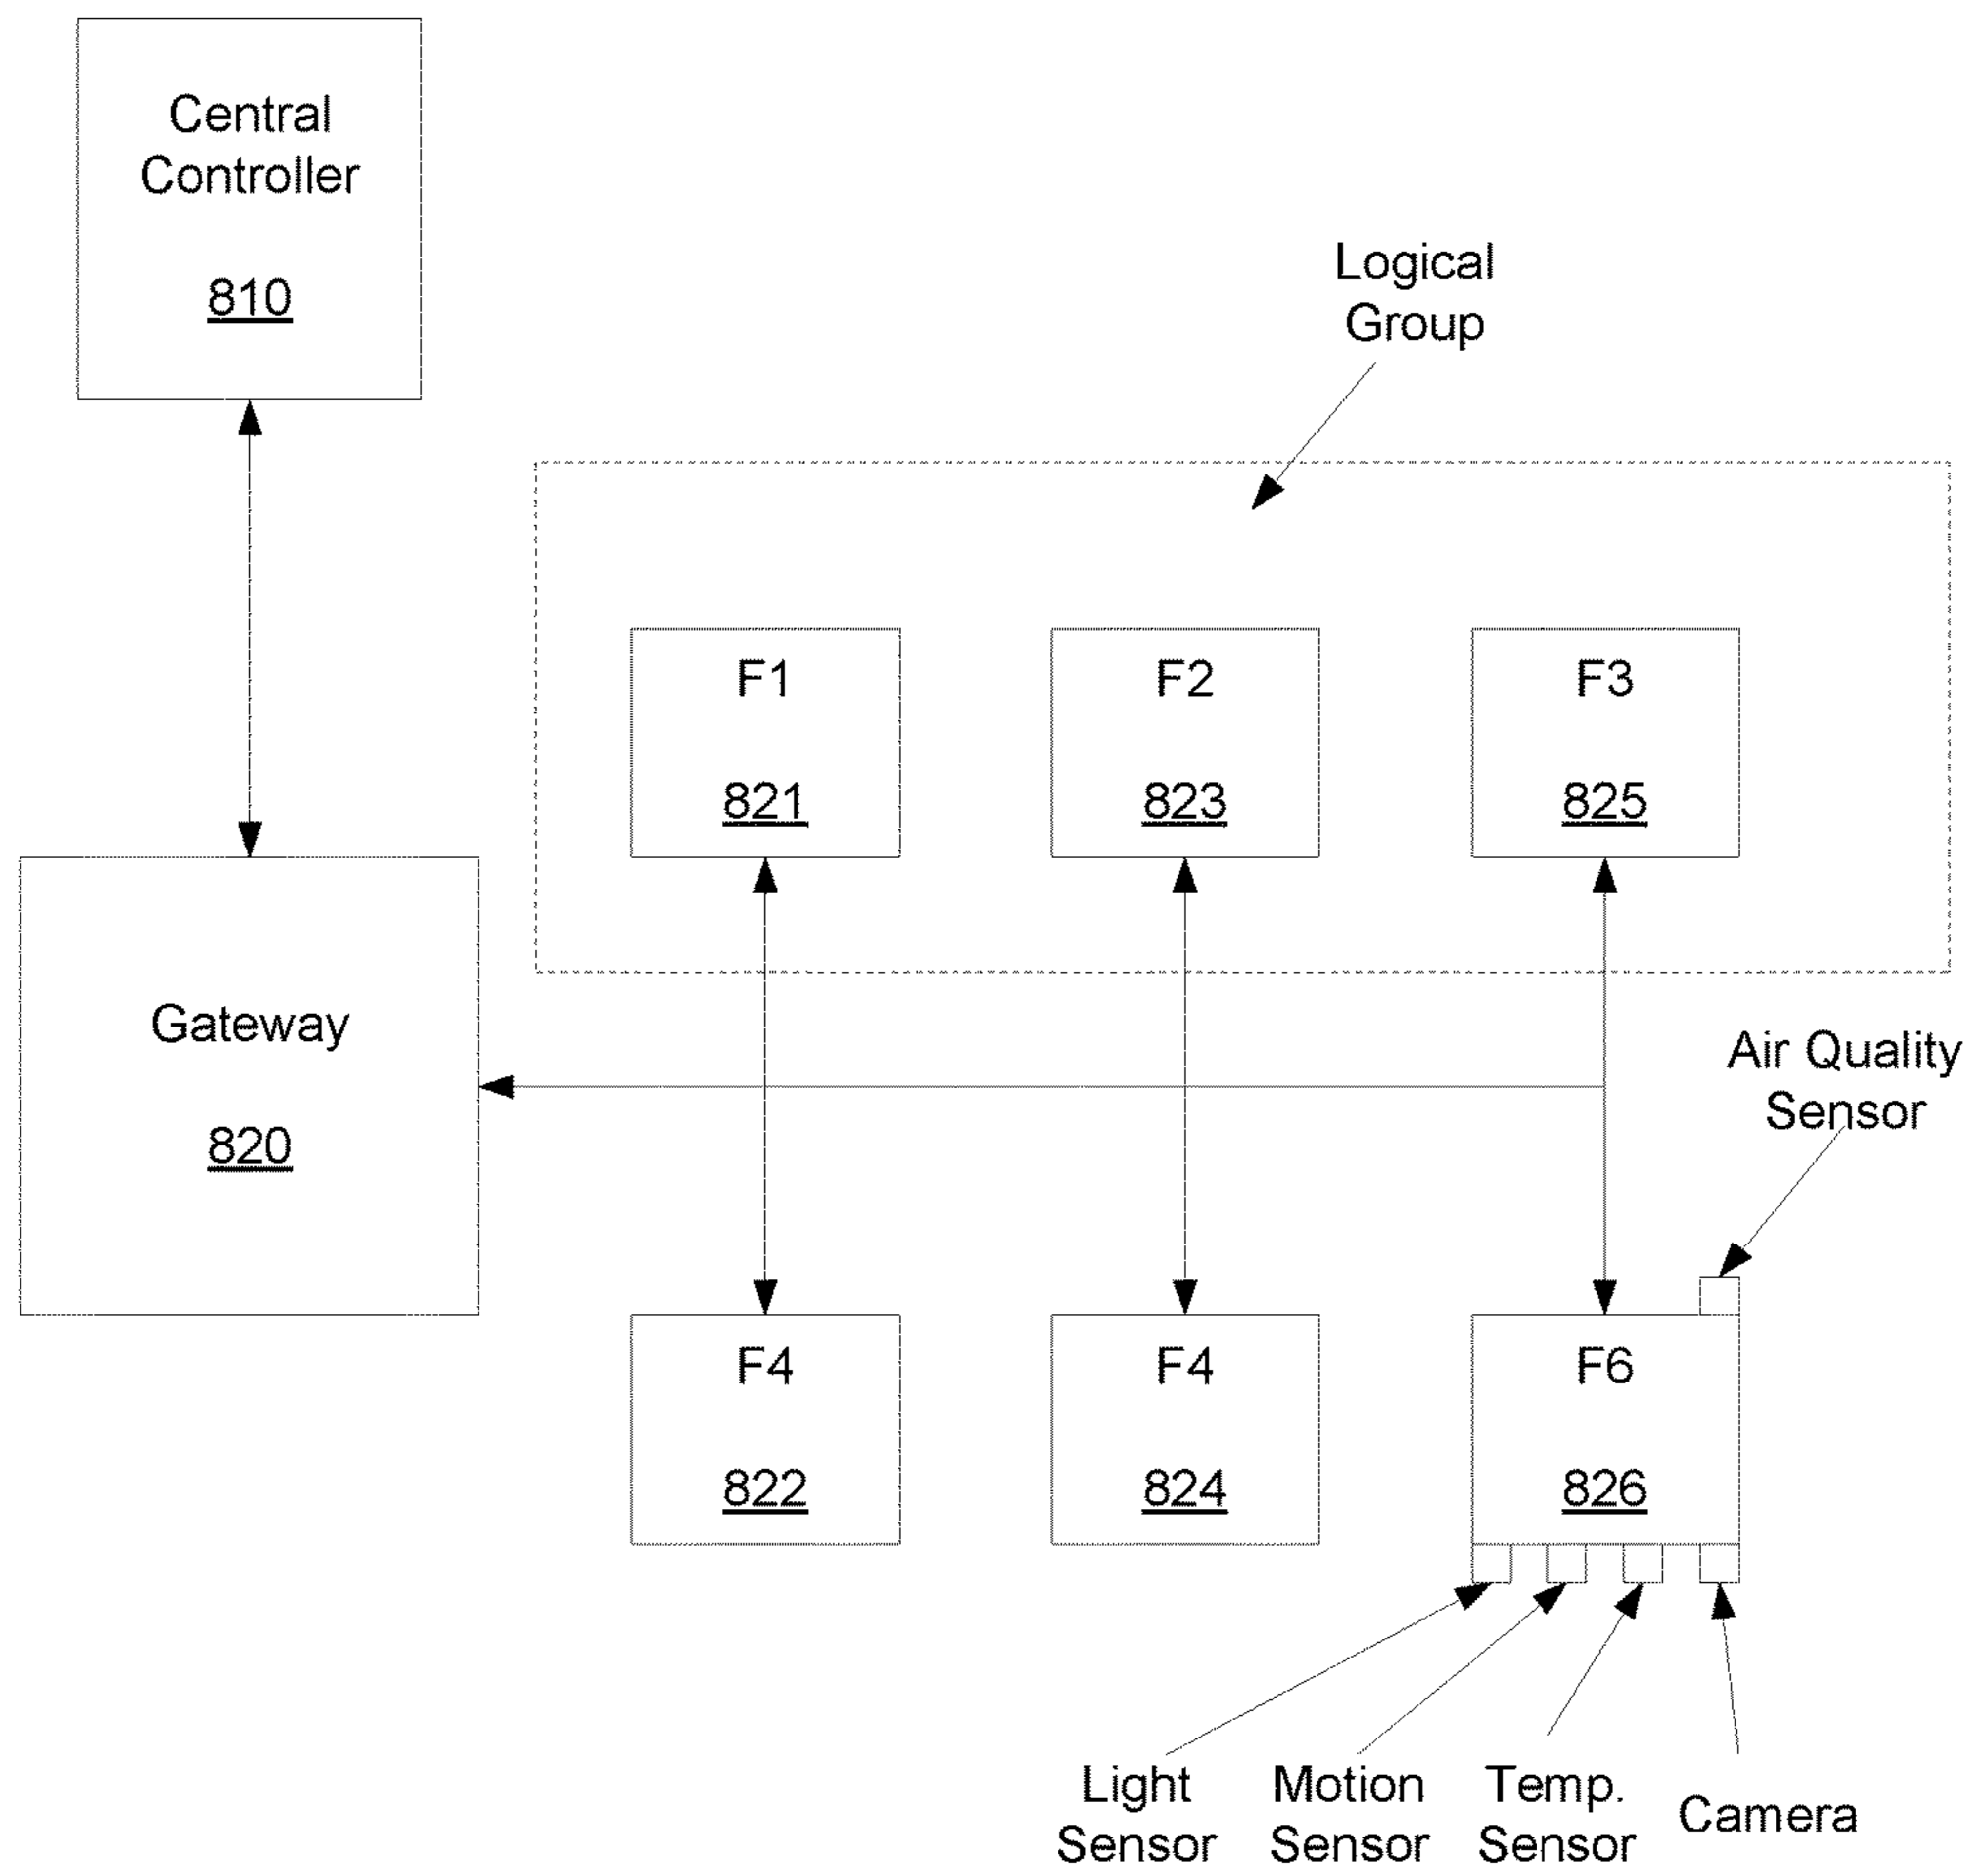 Central
Controller
810
Logical
Group
F1
821
F2
823
F3
825
Gateway
820
Air Quality
Sensor
F4
822
F4
824
F6
826
Light
Sensor
Motion
Sensor
Temp.
Sensor
Camera